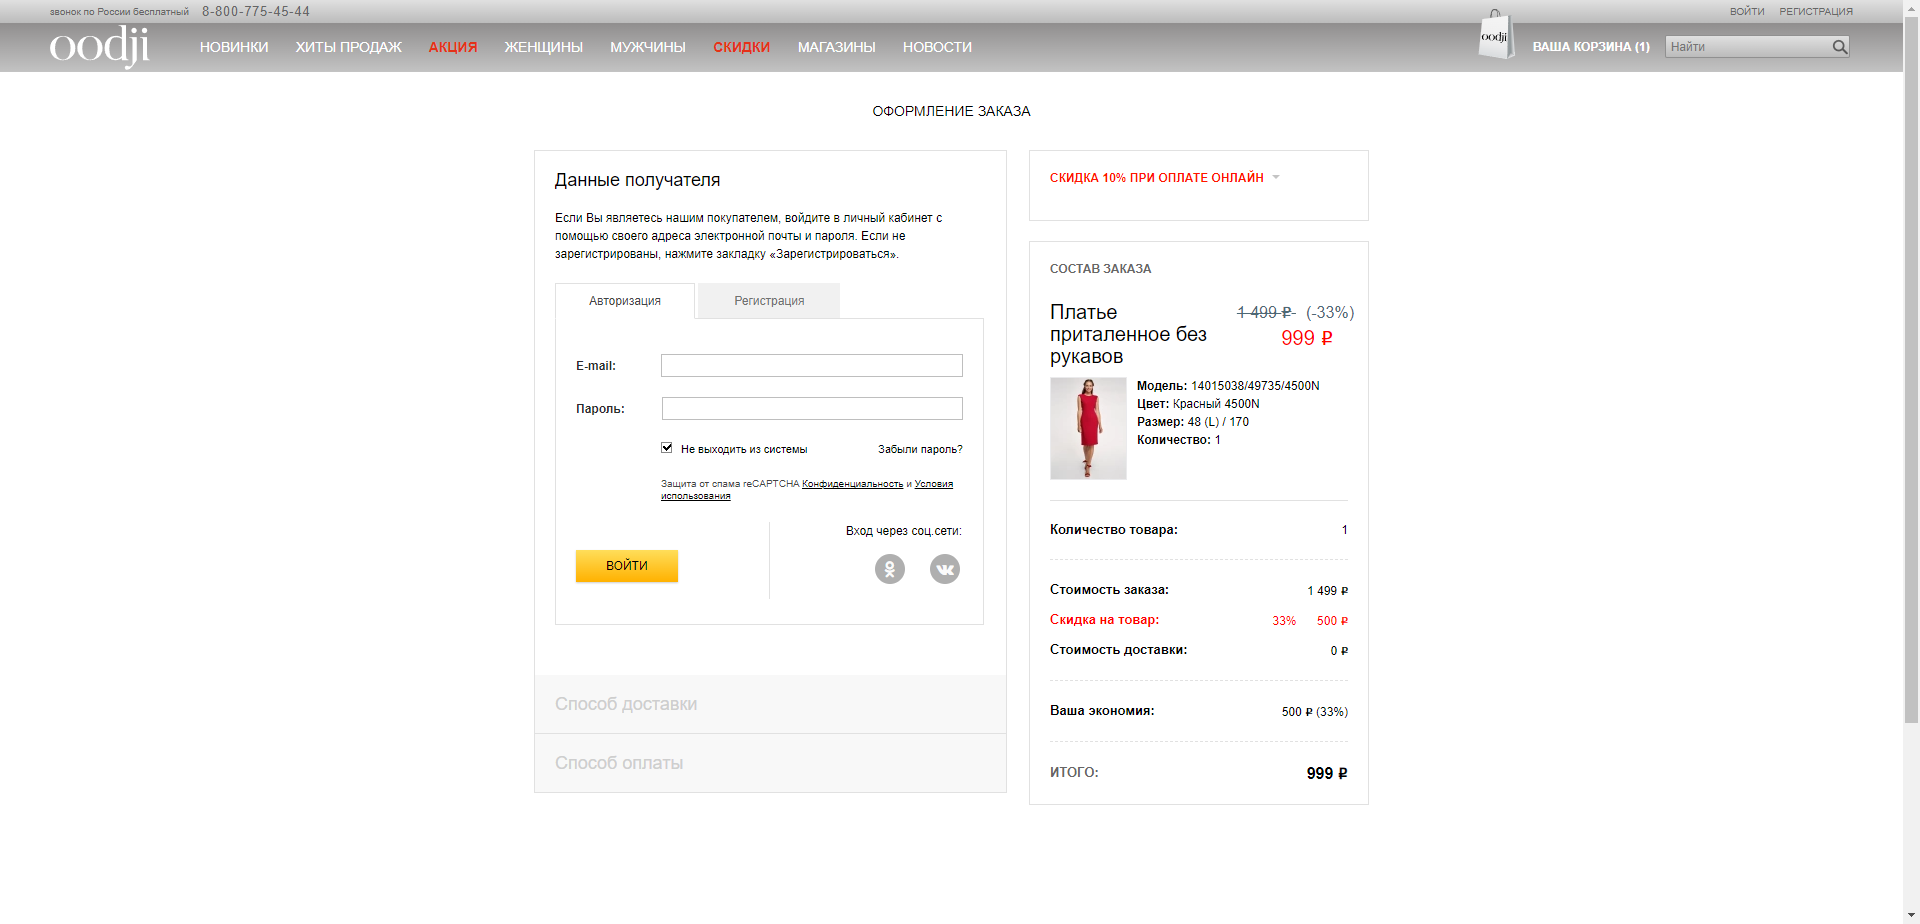 звонок по России бесплатный 8-800-775-45-44
ВОЙТИ РЕГИСТРАЦИЯ
oodji
НОВИНКИ ХИТЫ ПРОДАЖ АКЦИЯ ЖЕНЩИНЫ МУЖЧИНЫ СКИДКИ МАГАЗИНЫ НОВОСТИ
oodji
ВАША КОРЗИНА (1)
Найти
ОФОРМЛЕНИЕ ЗАКАЗА
Данные получателя
Если Вы являетесь нашим покупателем, войдите в личный кабинет с
помощью своего адреса электронной почты и пароля. Если не
зарегистрированы, нажмите закладку «Зарегистрироваться».
Авторизация Регистрация
E-mail:
Пароль:
Не выходить из системы Забыли пароль?
Защита от спама reCAPTCHA Конфиденциальность и Условия
использования
Вход через соц.сети:
ВОЙТИ
Способ доставки
Способ оплаты
СКИДКА 10% ПРИ ОПЛАТЕ ОНЛАЙН
СОСТАВ ЗАКАЗА
Платье
приталенное без
рукавов
1 499 ₽ (-33%)
999 ₽
Модель: 14015038/49735/4500N
Цвет: Красный 4500N
Размер: 48 (L) / 170
Количество: 1
Количество товара: 1
Стоимость заказа: 1 499 ₽
Скидка на товар: 33% 500 ₽
Стоимость доставки: 0 ₽
Ваша экономия: 500 ₽ (33%)
ИТОГО: 999 ₽